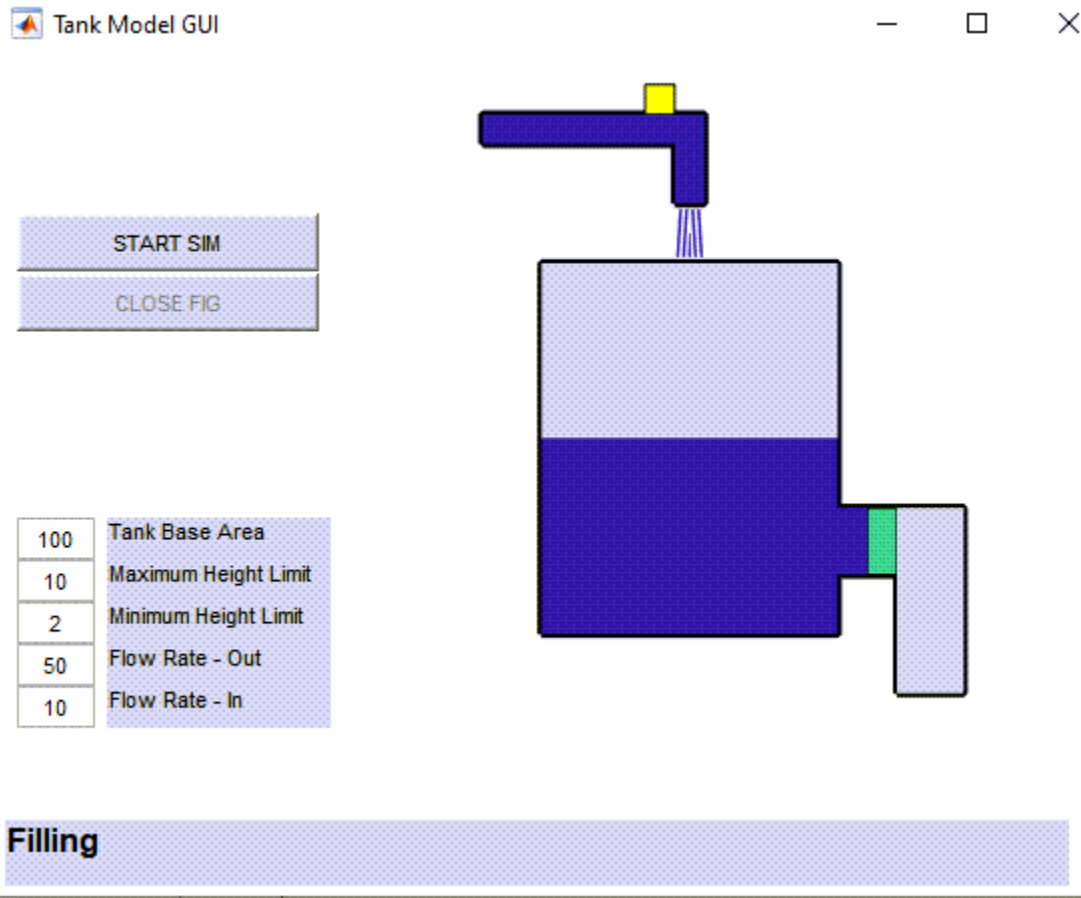 Tank Model GUI
START SIM
CLOSE FIG
100 Tank Base Area
10 Maximum Height Limit
2 Minimum Height Limit
50 Flow Rate - Out
10 Flow Rate - In
Filling